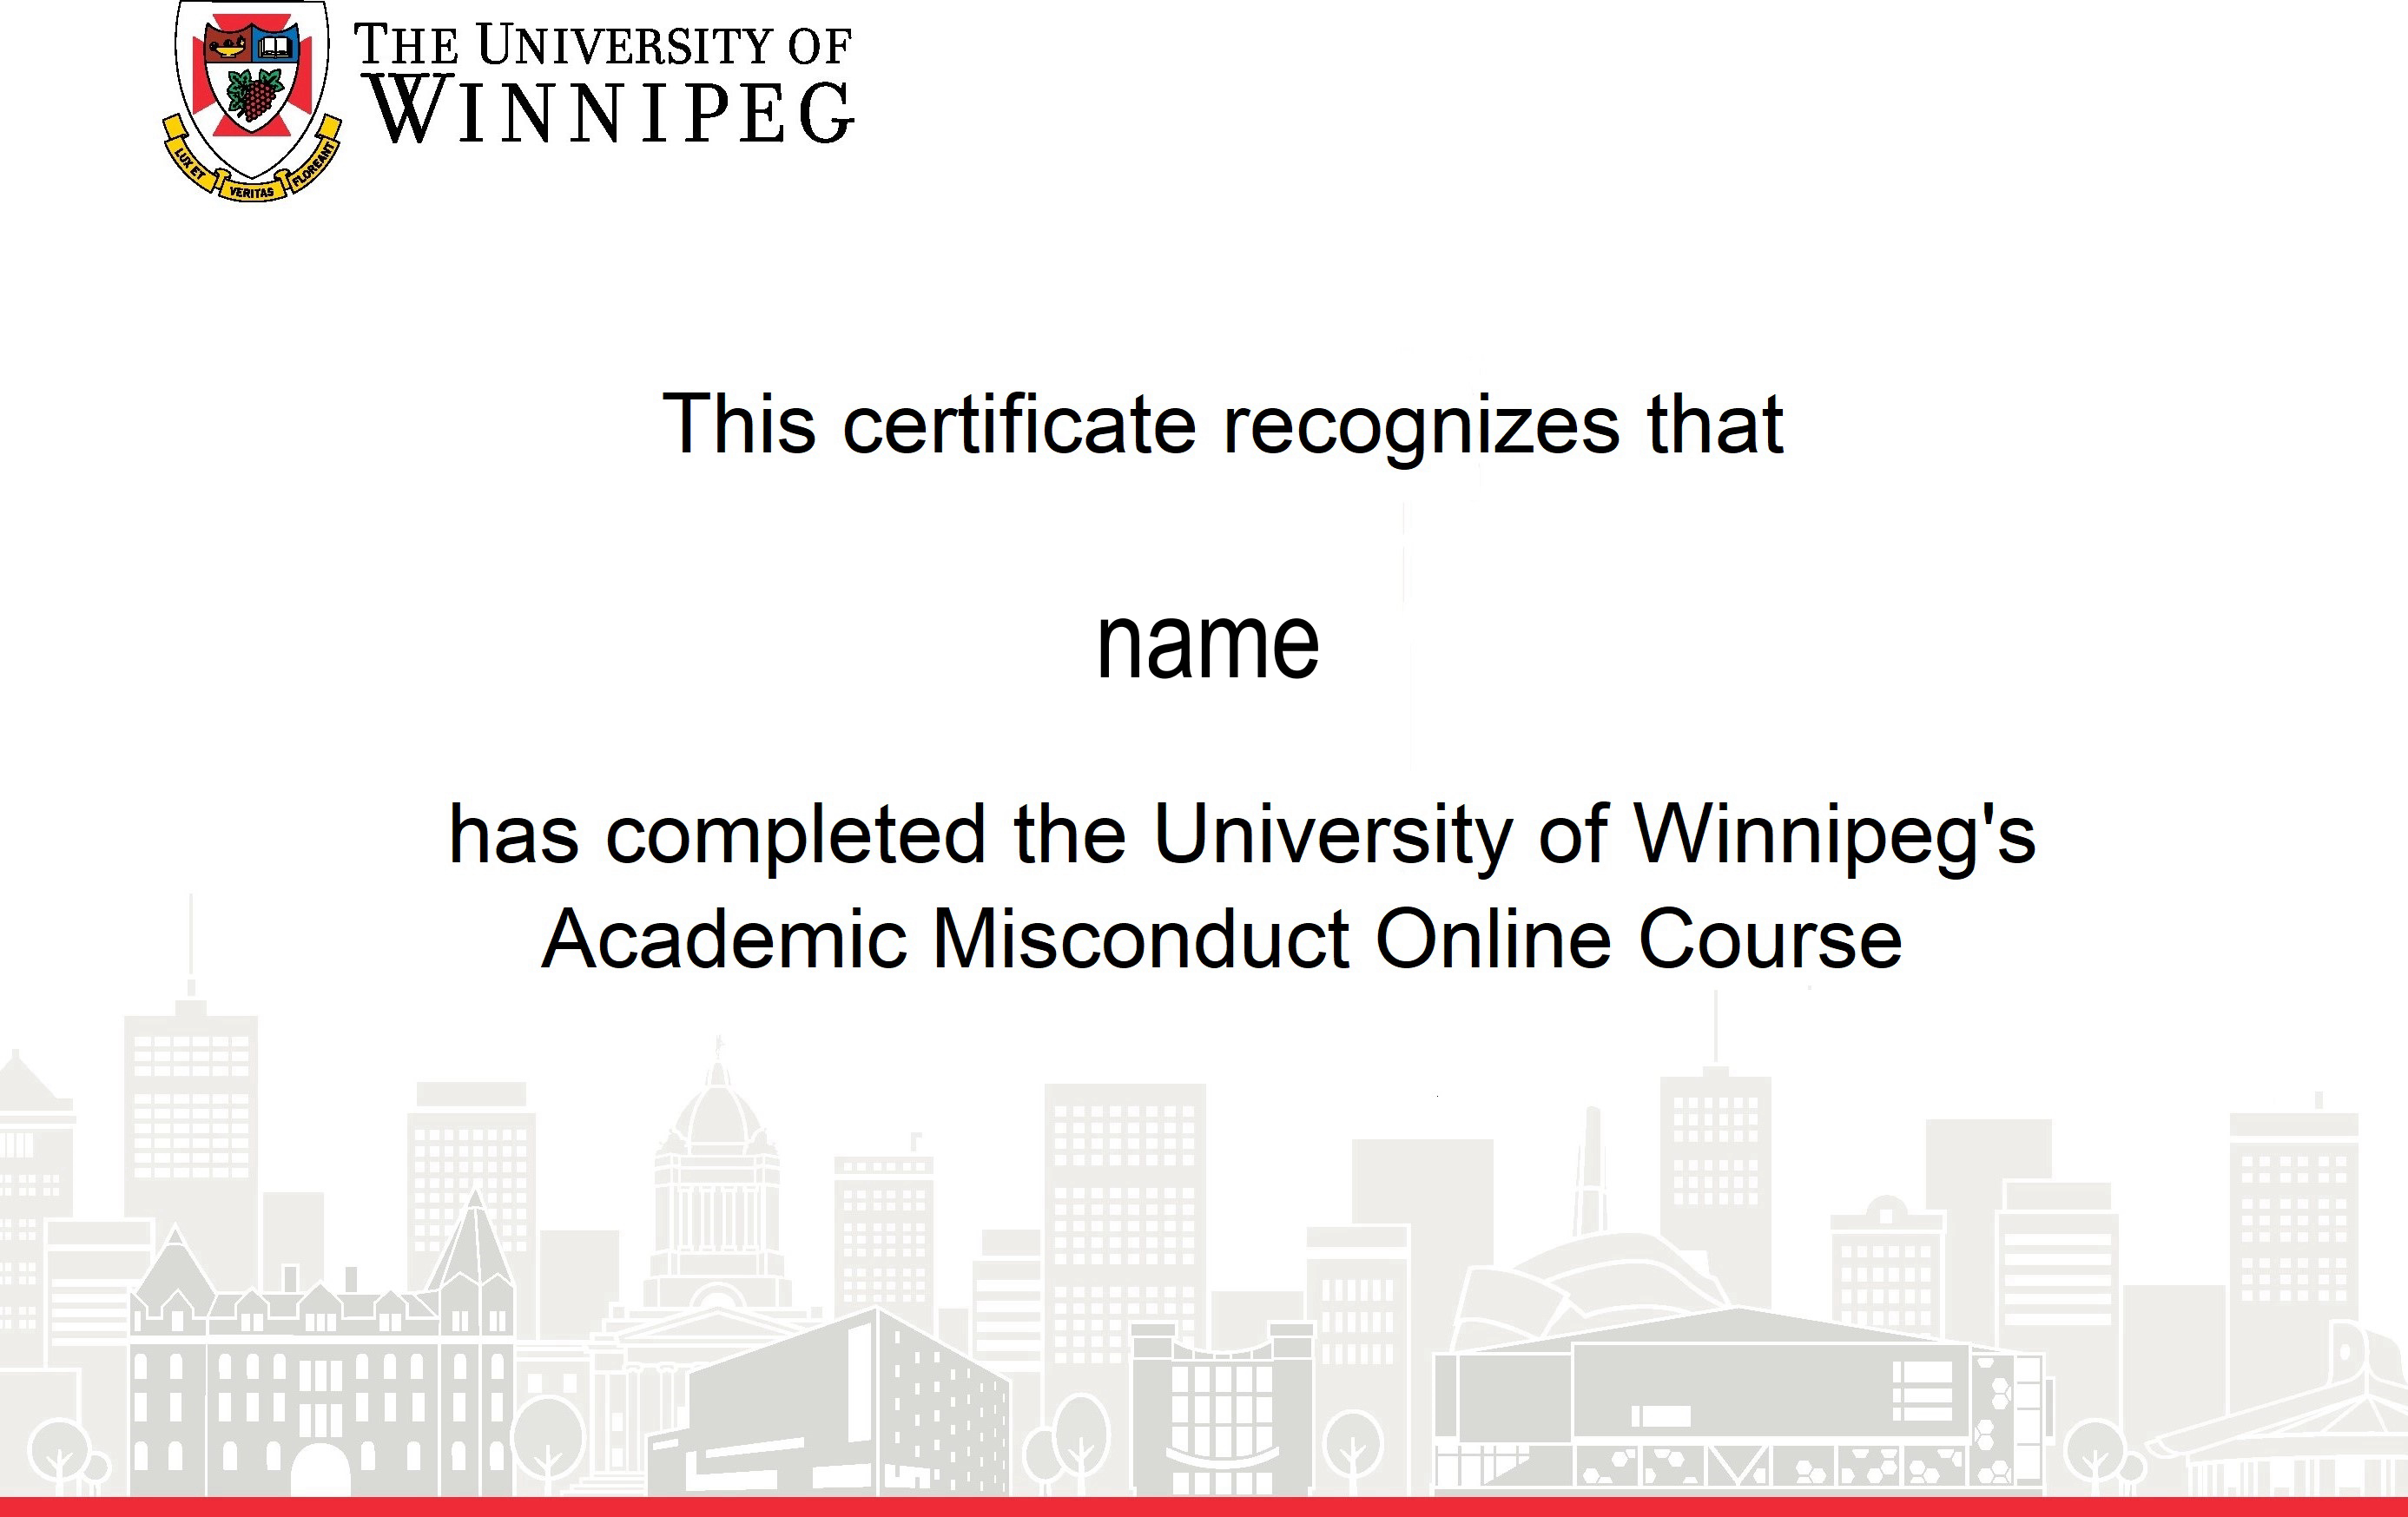 THE UNIVERSITY OF
WINNIPEG
LUX ET VERITAS FLOREANT
This certificate recognizes that
name
has completed the University of Winnipeg's
Academic Misconduct Online Course